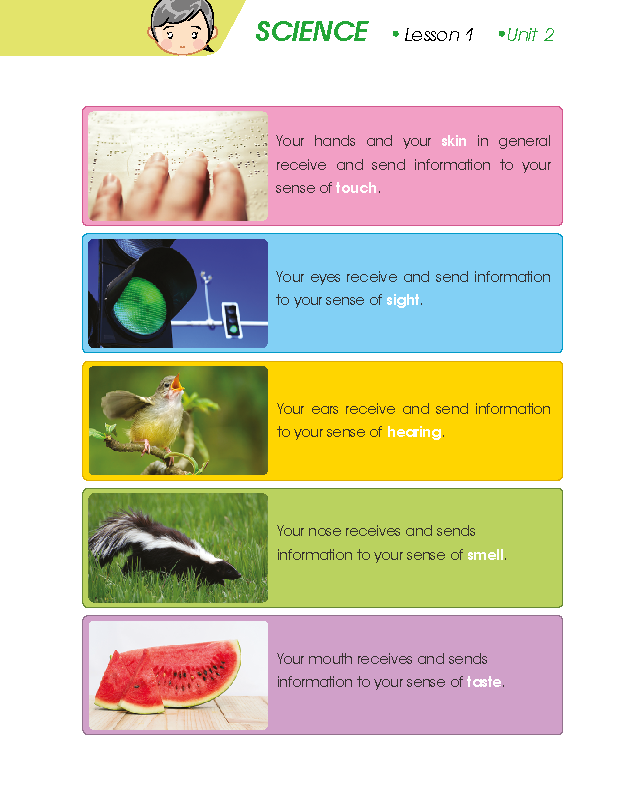 SCIENCE • Lesson 1 • Unit 2
Your hands and your skin in general
receive and send information to your
sense of touch.
Your eyes receive and send information
to your sense of sight.
Your ears receive and send information
to your sense of hearing.
Your nose receives and sends
information to your sense of smell.
Your mouth receives and sends
information to your sense of taste.